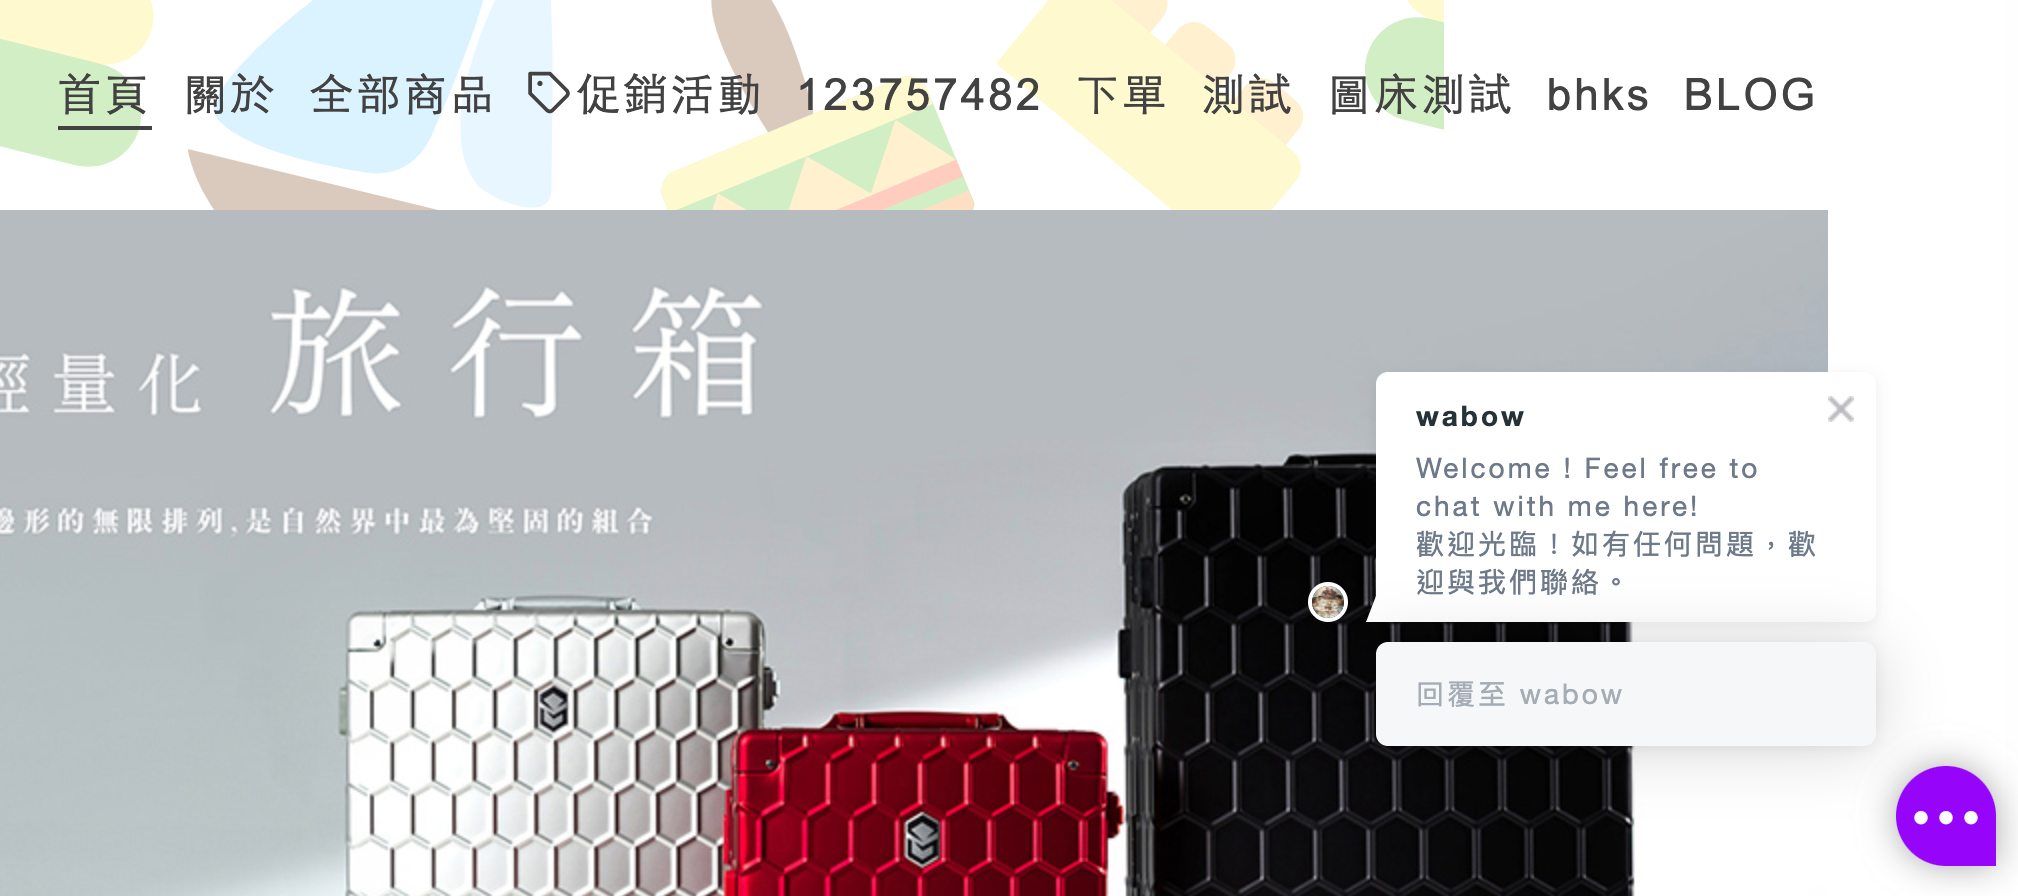 首頁 關於 全部商品 促銷活動 123757482 下單 測試 圖床測試 bhks BLOG
輕量化 旅行箱
邊形的無限排列,是自然界中最為堅固的組合
wabow
Welcome！Feel free to
chat with me here!
歡迎光臨！如有任何問題，歡
迎與我們聯絡。
回覆至 wabow